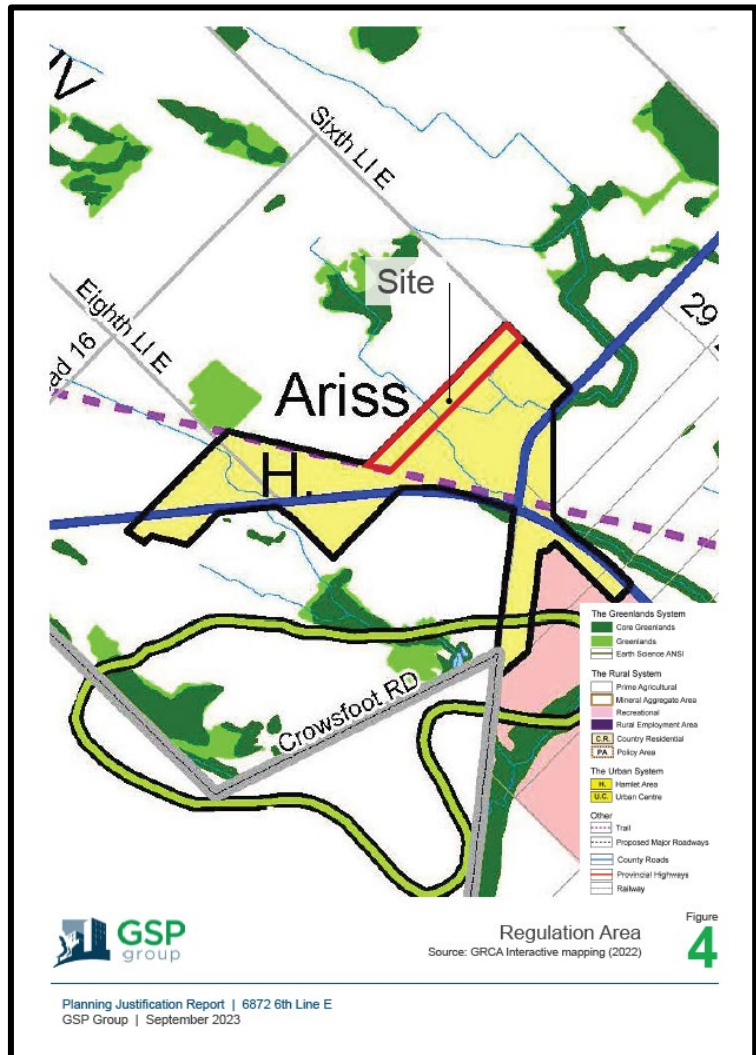 IV
Sixth LI E
Site
Eighth LI E
ad 16
29
Ariss
H.
Crowsfoot RD
The Greenlands System
Core Greenlands
Greenlands
Earth Science ANSI
The Rural System
Prime Agricultural
Mineral Aggregate Area
Recreational
Rural Employment Area
C.R. Country Residential
PA Policy Area
The Urban System
H. Hamlet Area
U.C. Urban Centre
Other
Trail
Proposed Major Roadways
County Roads
Provincial Highways
Railway
GSP
group
Regulation Area
Source: GRCA Interactive mapping (2022)
Figure
4
Planning Justification Report | 6872 6th Line E
GSP Group | September 2023